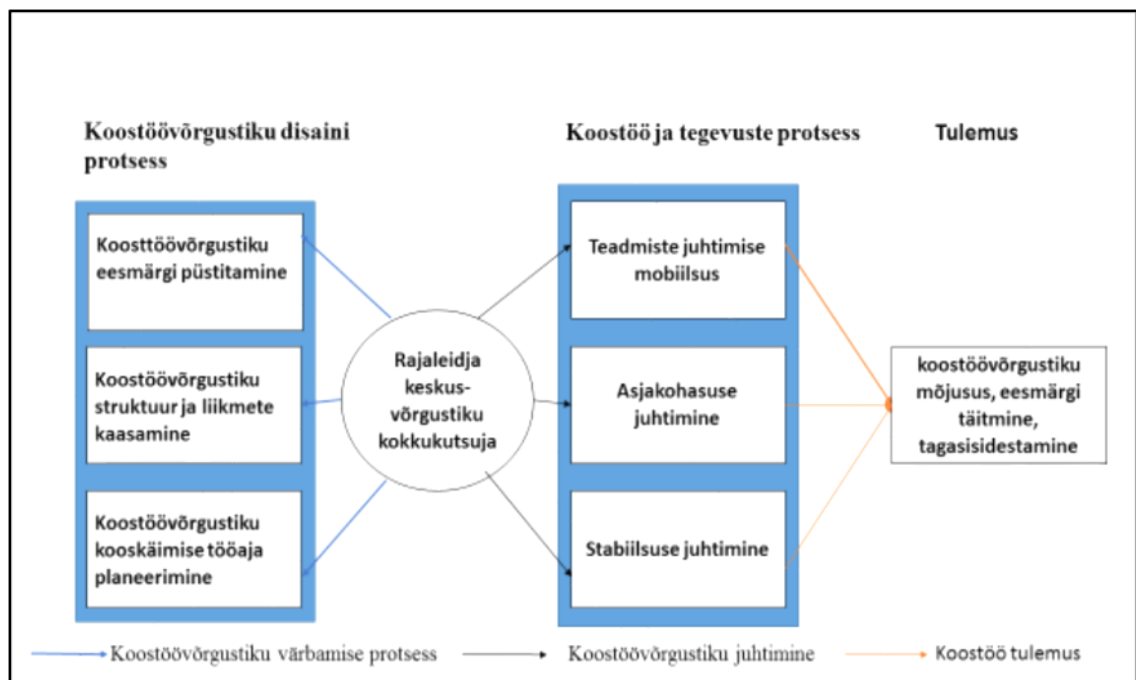 Koostöövõrgustiku disaini
protsess
Koostöö ja tegevuste protsess
Tulemus
Koosttöövõrgustiku
eesmärgi püstitamine
Koostöövõrgustiku
struktuur ja liikmete
kaasamine
Koostöövõrgustiku
kooskäimise tööaja
planeerimine
Rajaleidja
keskus-
võrgustiku
kokkukutsuja
Teadmiste juhtimise
mobiilsus
Asjakohasuse
juhtimine
Stabiilsuse juhtimine
koostöövõrgustiku
mõjusus, eesmärgi
täitmine,
tagasisidestamine
Koostöövõrgustiku värbamise protsess
Koostöövõrgustiku juhtimine
Koostöö tulemus